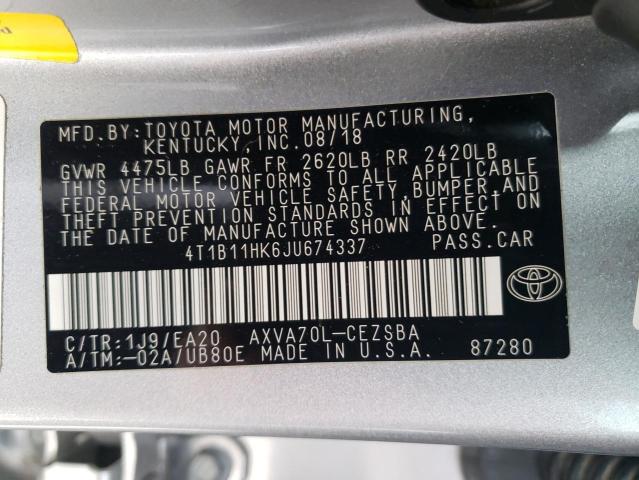 MFD.BY:TOYOTA MOTOR MANUFACTURING,
KENTUCKY, INC.08/18
GVWR 4475LB GAWR FR 2620LB RR 2420LB
THIS VEHICLE CONFORMS TO ALL APPLICABLE
FEDERAL MOTOR VEHICLE SAFETY,BUMPER,AND
THEFT PREVENTION STANDARDS IN EFFECT ON
THE DATE OF MANUFACTURE SHOWN ABOVE.
4T1B11HK6JU674337 PASS.CAR
C/TR:1J9/EA20 AXVA70L-CEZSBA
A/TM:-02A/UB80E MADE IN U.S.A. 87280